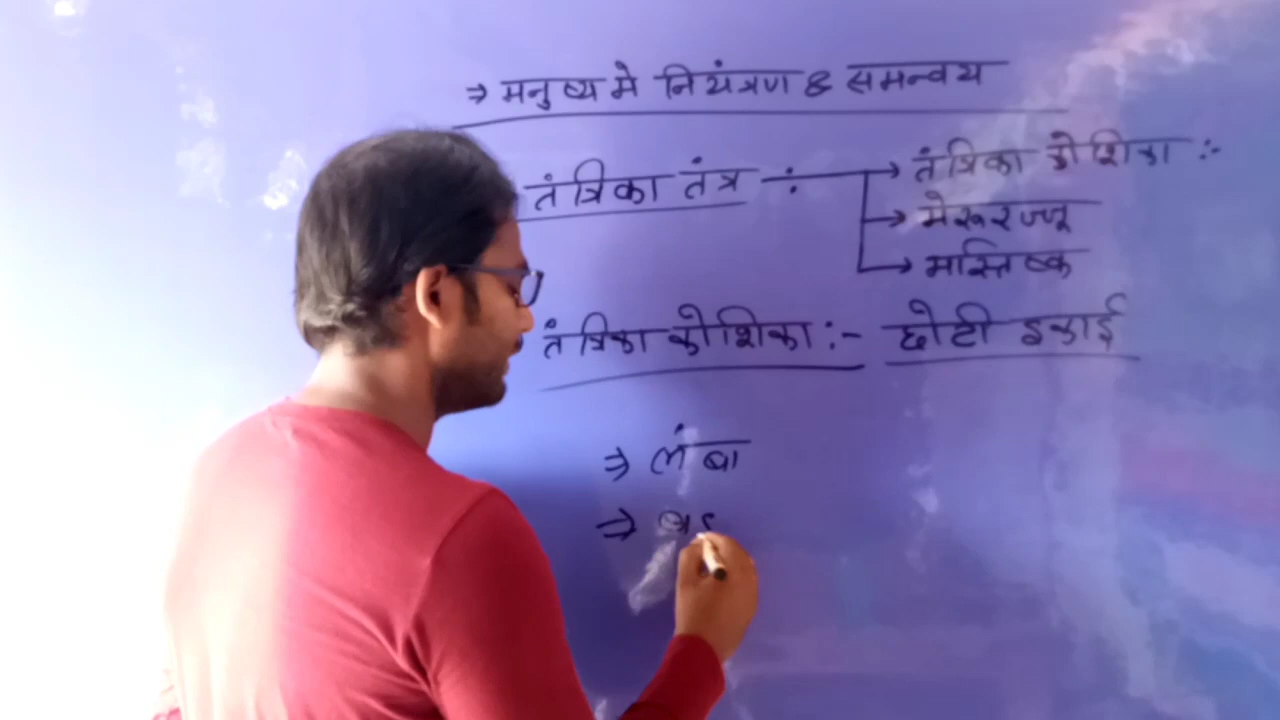 ⇒ मनुष्य मे नियंत्रण & समन्वय
तंत्रिका तंत्र :- → तंत्रिका कोशिका :-
→ मेरूरज्जू
→ मस्तिष्क
तंत्रिका कोशिका :- छोटी इकाई
⇒ लंबा
⇒